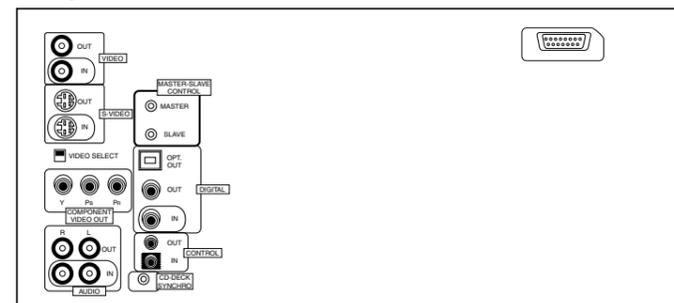 OUT
IN
VIDEO
OUT
IN
S-VIDEO
VIDEO SELECT
Y PB PR
COMPONENT
VIDEO OUT
R L
OUT
IN
AUDIO
MASTER-SLAVE
CONTROL
MASTER
SLAVE
OPT.
OUT
OUT
IN
DIGITAL
OUT
IN
CONTROL
CD-DECK
SYNCHRO